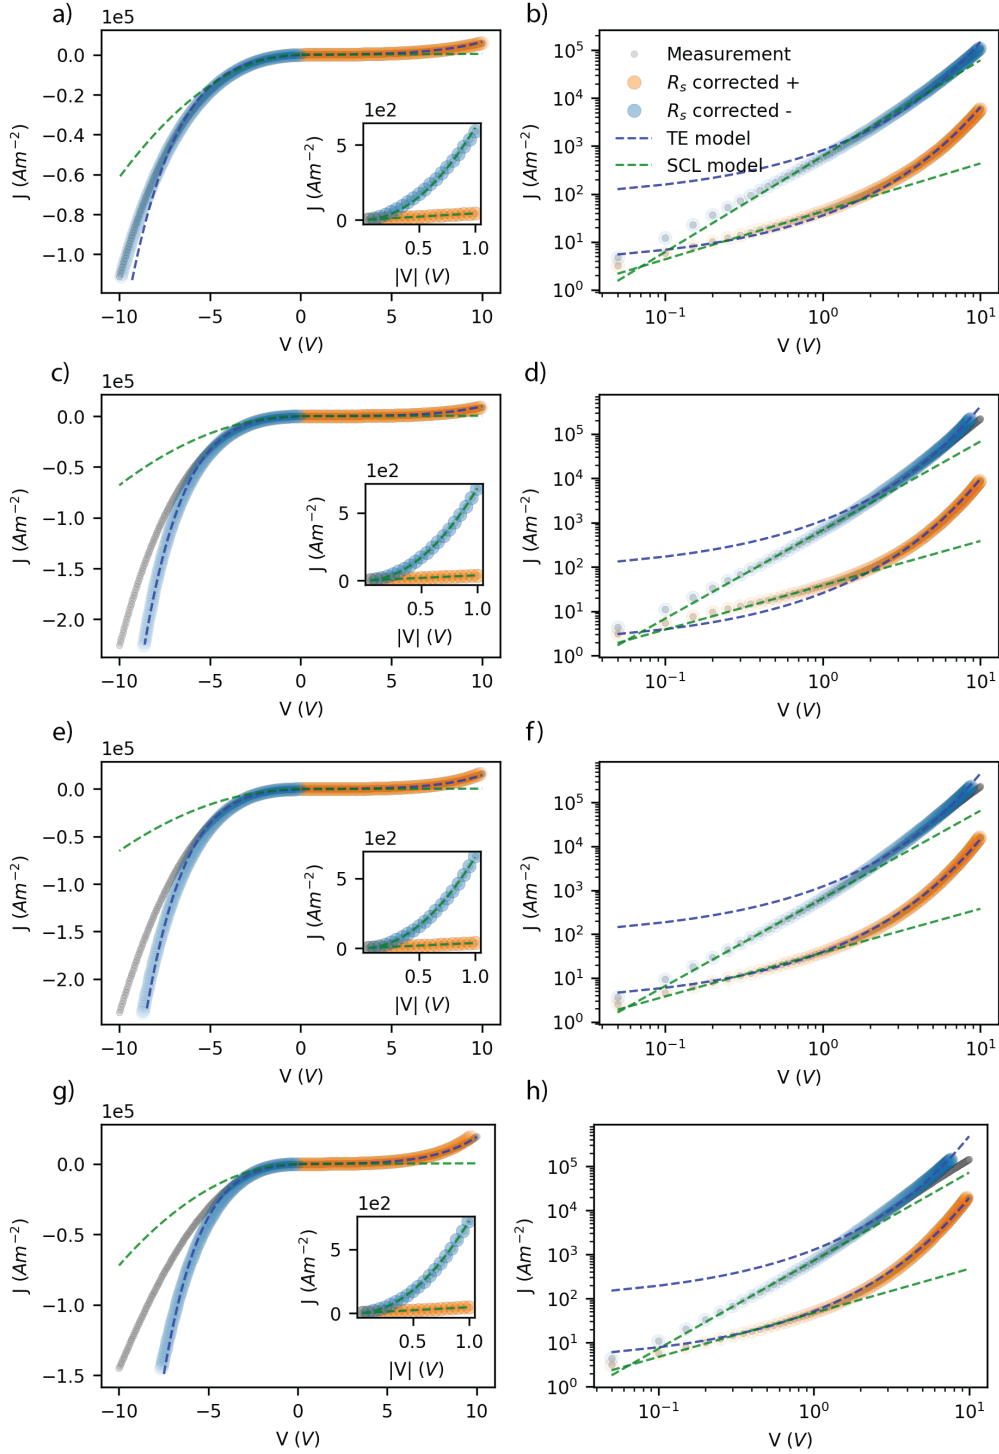 a)
1e5
0.0
−0.2
−0.4
−0.6
−0.8
−1.0
J (Am⁻²)
−10
−5
0
5
10
V (V)
1e2
5
0
J (Am⁻²)
0.5
1.0
|V| (V)
b)
Measurement
Rₛ corrected +
Rₛ corrected -
TE model
SCL model
10⁵
10⁴
10³
10²
10¹
10⁰
J (Am⁻²)
10⁻¹
10⁰
10¹
V (V)
c)
1e5
0.0
−0.5
−1.0
−1.5
−2.0
J (Am⁻²)
−10
−5
0
5
10
V (V)
1e2
5
0
J (Am⁻²)
0.5
1.0
|V| (V)
d)
10⁵
10⁴
10³
10²
10¹
10⁰
J (Am⁻²)
10⁻¹
10⁰
10¹
V (V)
e)
1e5
0.0
−0.5
−1.0
−1.5
−2.0
J (Am⁻²)
−10
−5
0
5
10
V (V)
1e2
5
0
J (Am⁻²)
0.5
1.0
|V| (V)
f)
10⁵
10⁴
10³
10²
10¹
10⁰
J (Am⁻²)
10⁻¹
10⁰
10¹
V (V)
g)
1e5
0.0
−0.5
−1.0
−1.5
J (Am⁻²)
−10
−5
0
5
10
V (V)
1e2
5
0
J (Am⁻²)
0.5
1.0
|V| (V)
h)
10⁵
10⁴
10³
10²
10¹
10⁰
J (Am⁻²)
10⁻¹
10⁰
10¹
V (V)